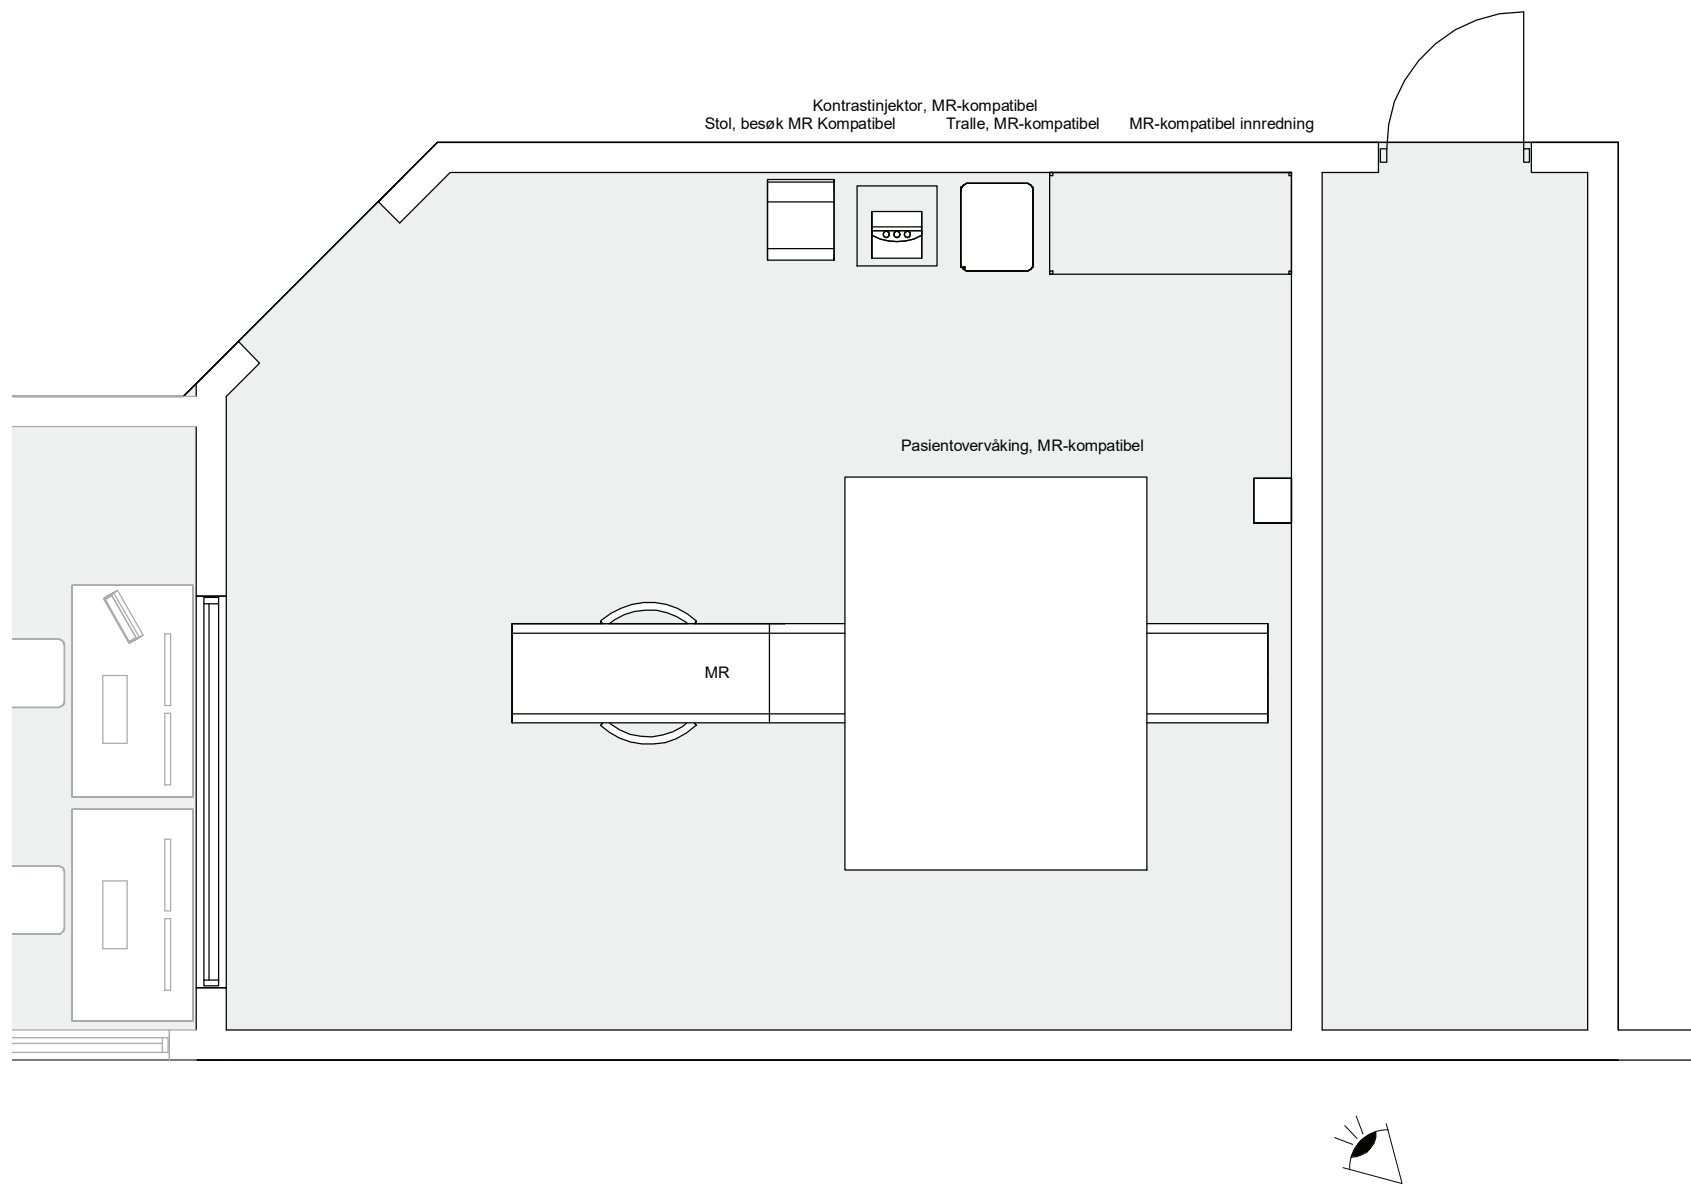 Kontrastinjektor, MR-kompatibel
Stol, besøk MR Kompatibel
Tralle, MR-kompatibel
MR-kompatibel innredning
Pasientovervåking, MR-kompatibel
MR